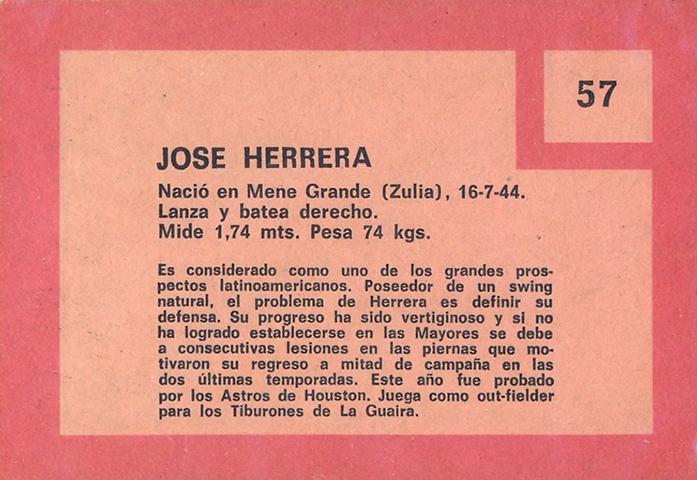 57
JOSE HERRERA
Nació en Mene Grande (Zulia), 16-7-44.
Lanza y batea derecho.
Mide 1,74 mts. Pesa 74 kgs.
Es considerado como uno de los grandes pros-
pectos latinoamericanos. Poseedor de un swing
natural, el problema de Herrera es definir su
defensa. Su progreso ha sido vertiginoso y si no
ha logrado establecerse en las Mayores se debe
a consecutivas lesiones en las piernas que mo-
tivaron su regreso a mitad de campaña en las
dos últimas temporadas. Este año fue probado
por los Astros de Houston. Juega como out-fielder
para los Tiburones de La Guaira.